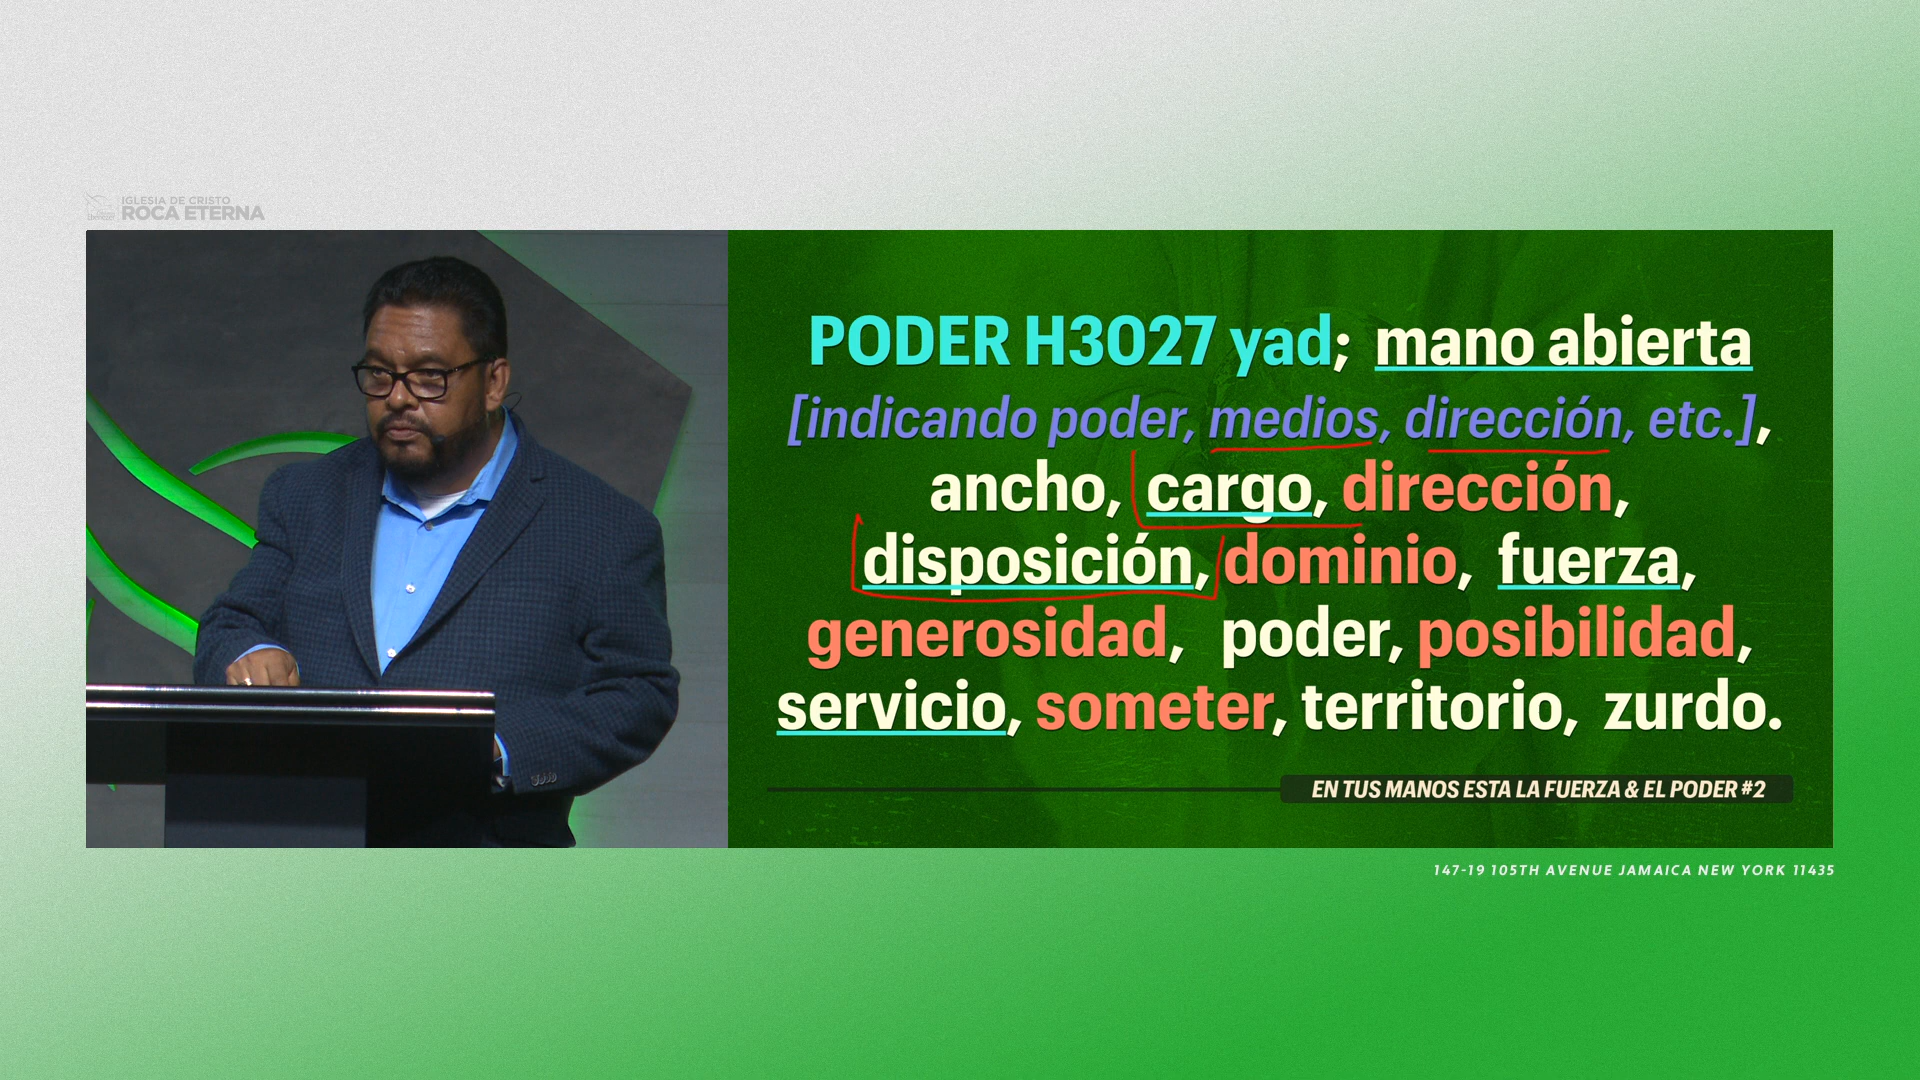 IGLESIA DE CRISTO
ROCA ETERNA
PODER H3027 yad; mano abierta
[indicando poder, medios, dirección, etc.],
ancho, cargo, dirección,
disposición, dominio, fuerza,
generosidad, poder, posibilidad,
servicio, someter, territorio, zurdo.
EN TUS MANOS ESTA LA FUERZA & EL PODER #2
147-19 105TH AVENUE JAMAICA NEW YORK 11435